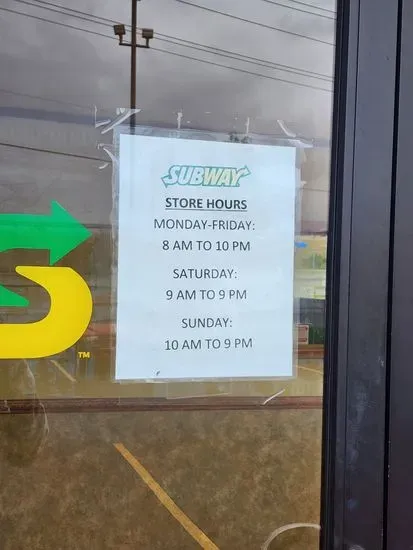 SUBWAY
STORE HOURS
MONDAY-FRIDAY:
8 AM TO 10 PM
SATURDAY:
9 AM TO 9 PM
SUNDAY:
10 AM TO 9 PM
S
TM